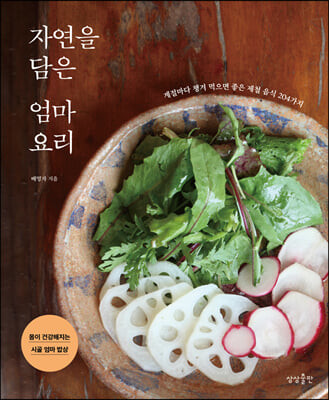 자연을
담은
엄마
요리
계절마다 챙겨 먹으면 좋은 제철 음식 204가지
배명자 지음
몸이 건강해지는
시골 엄마 밥상
상상출판